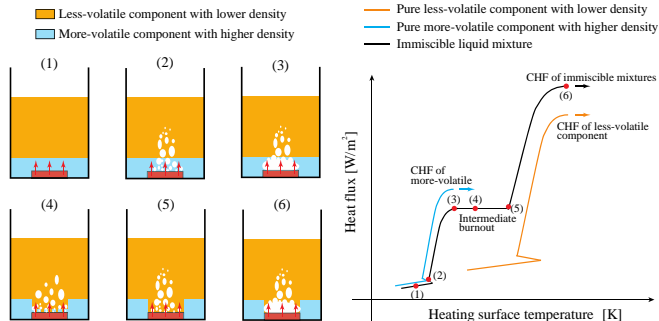 Less-volatile component with lower density
More-volatile component with higher density
(1)
(2)
(3)
(4)
(5)
(6)
Pure less-volatile component with lower density
Pure more-volatile component with higher density
Immiscible liquid mixture
CHF of immiscible mixtures
(6)
CHF of less-volatile
component
CHF of
more-volatile
(3)
(4)
(5)
Intermediate
burnout
(2)
(1)
Heat flux [W/m²]
Heating surface temperature [K]